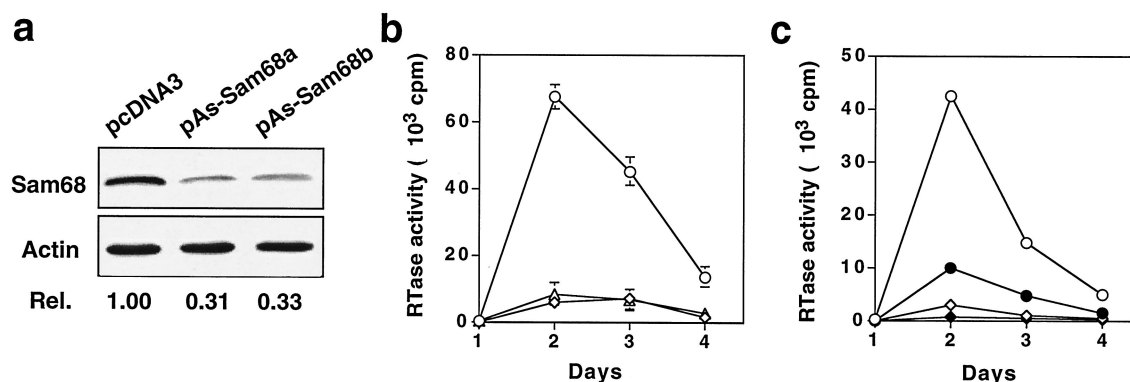 a
pcDNA3
pAs-Sam68a
pAs-Sam68b
Sam68
Actin
Rel. 1.00 0.31 0.33
b
RTase activity ( 10³ cpm)
80
60
40
20
0
1 2 3 4
Days
c
RTase activity ( 10³ cpm)
50
40
30
20
10
0
1 2 3 4
Days